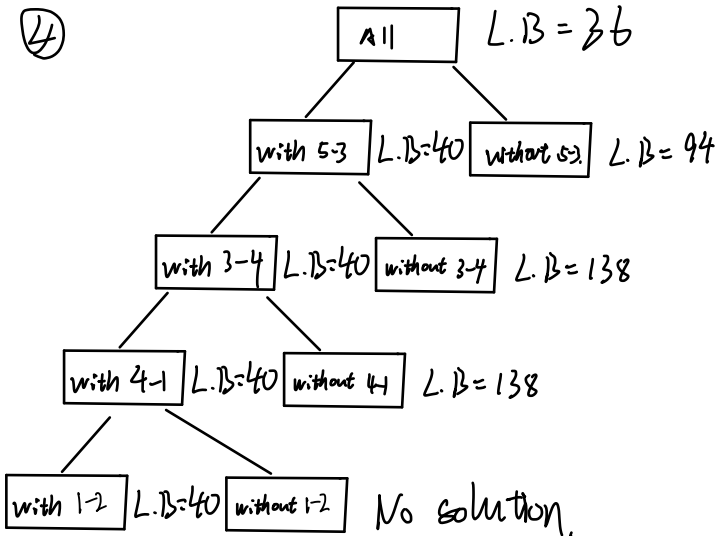 ④ All L.B = 36
with 5-3 L.B=40 without 5-3. L.B = 94
with 3-4 L.B=40 without 3-4 L.B = 138
with 4-1 L.B=40 without 4-1 L.B = 138
with 1-2 L.B=40 without 1-2 No solution.